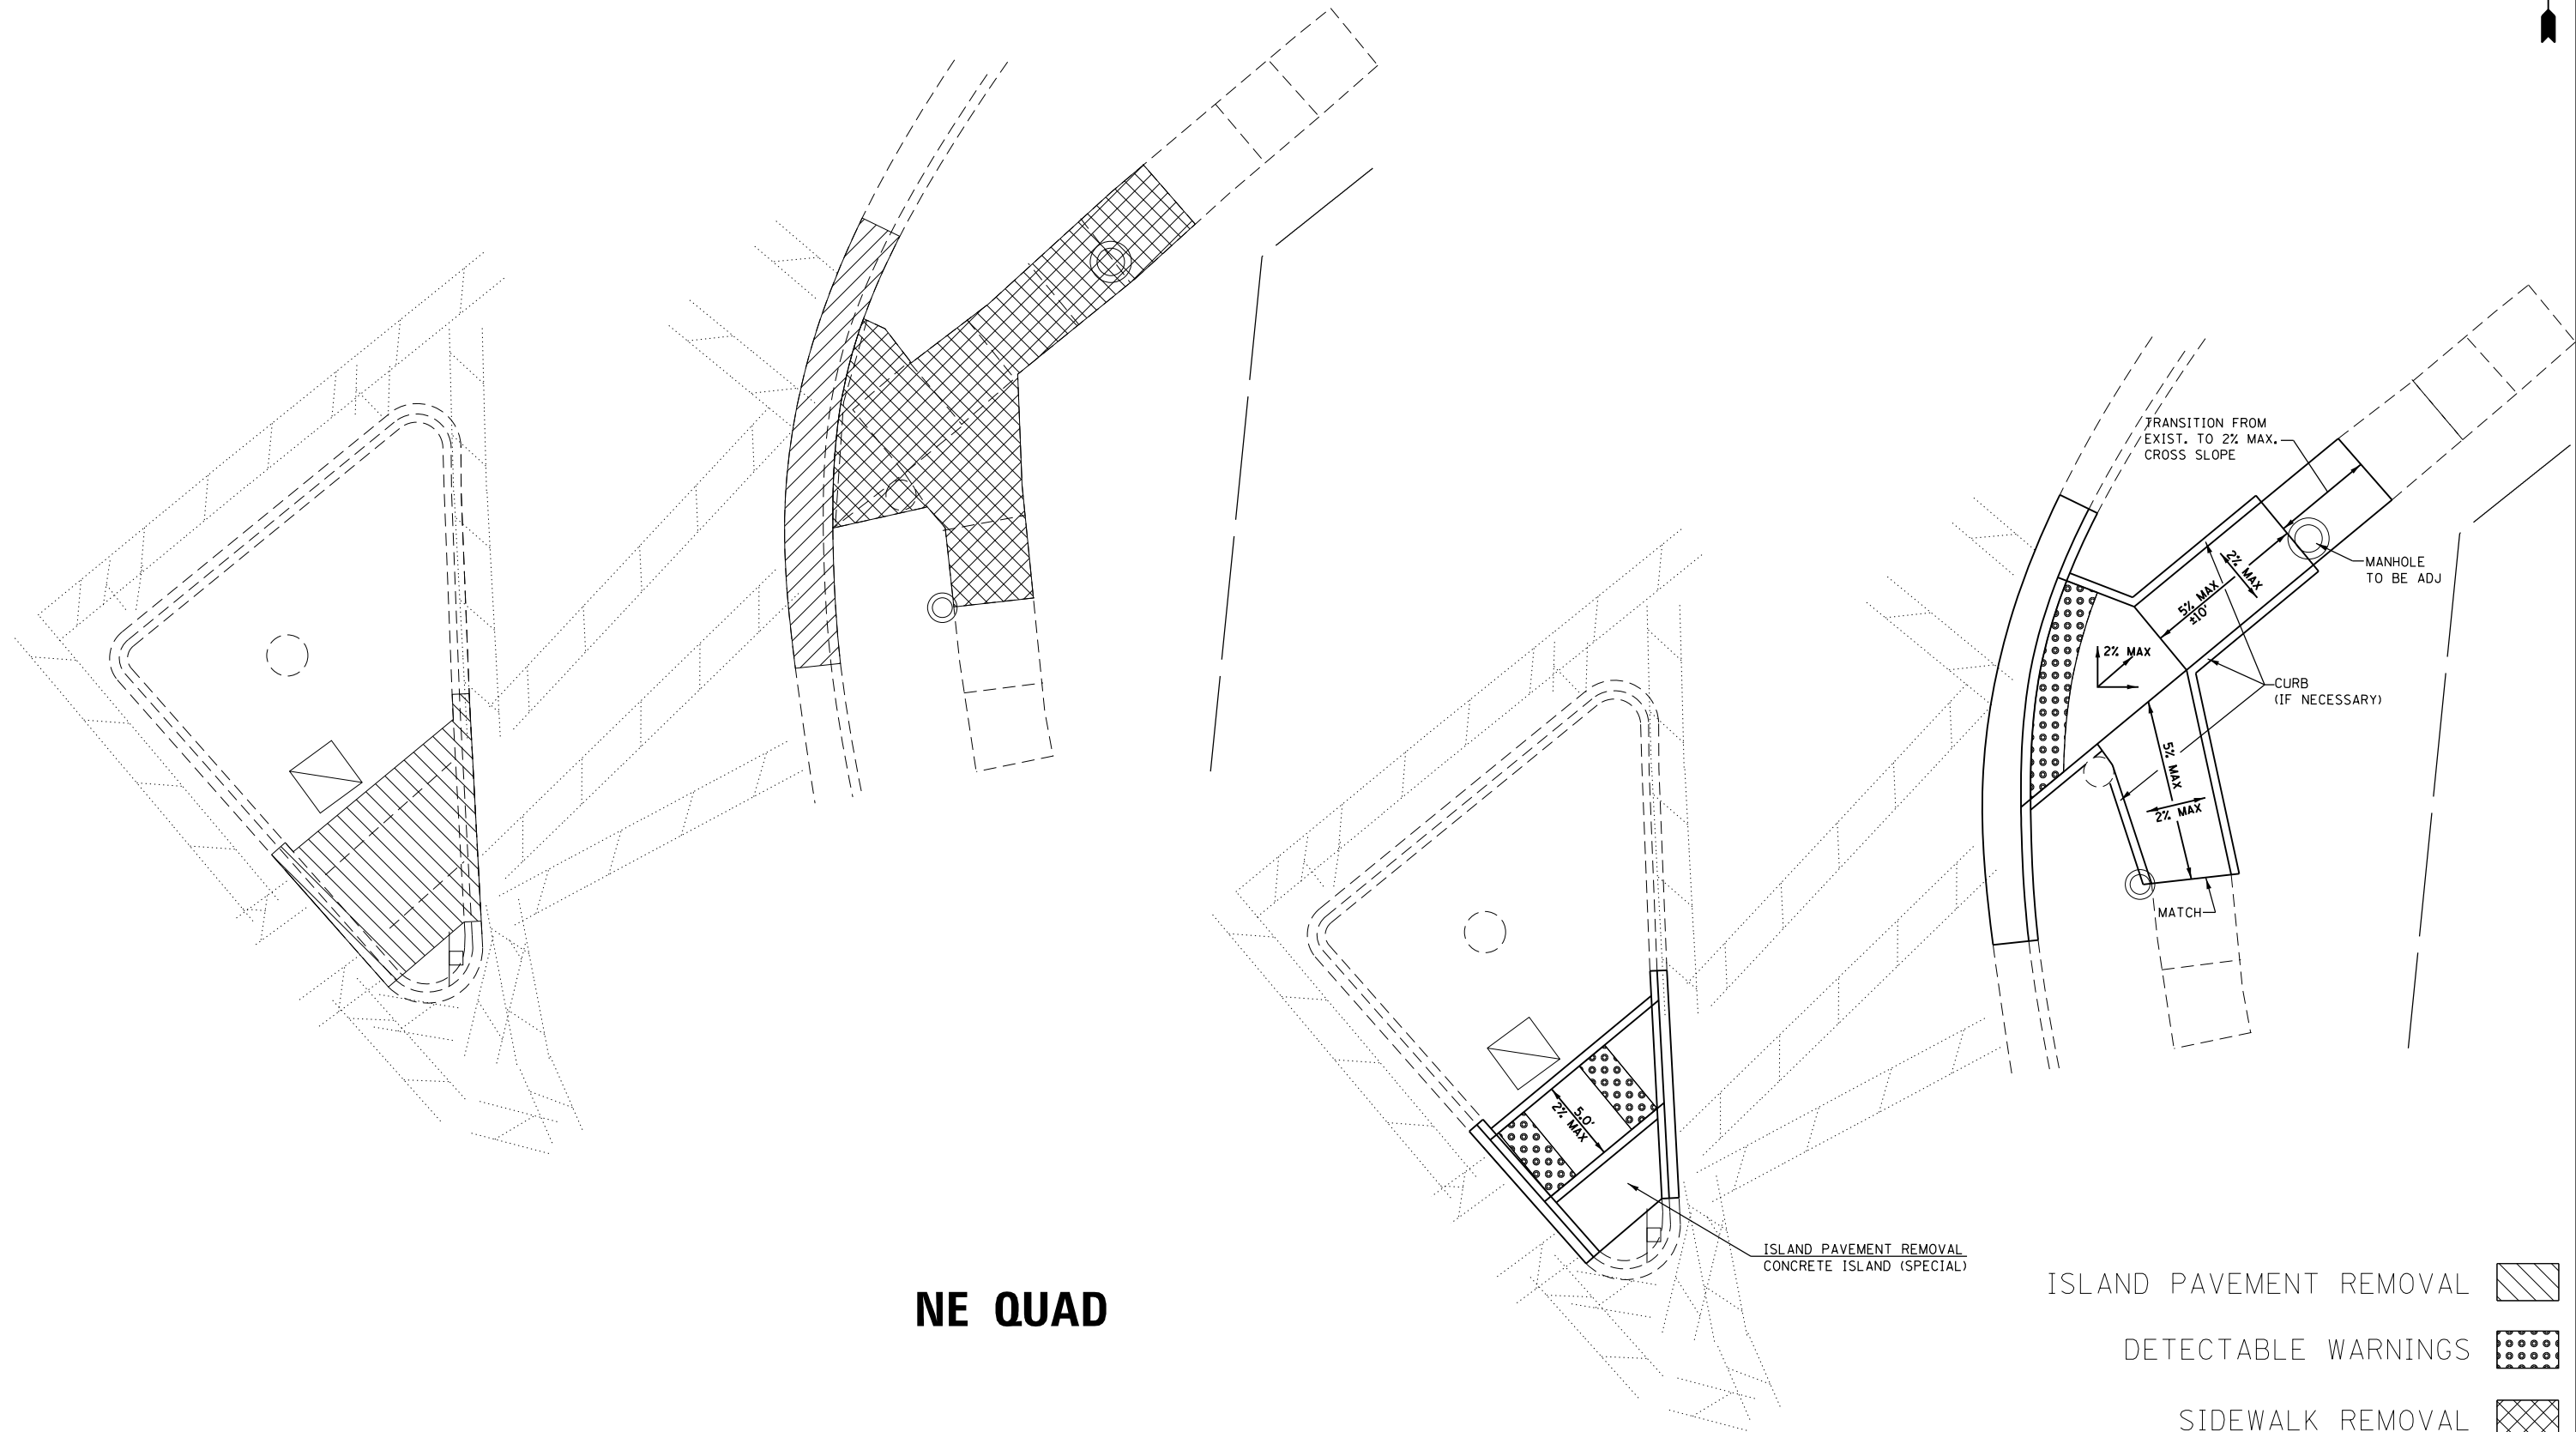 TRANSITION FROM
EXIST. TO 2% MAX.
CROSS SLOPE
2% MAX
MANHOLE
TO BE ADJ
5% MAX
±10'
2% MAX
CURB
(IF NECESSARY)
5% MAX
2% MAX
MATCH
5.0'
2% MAX
ISLAND PAVEMENT REMOVAL
CONCRETE ISLAND (SPECIAL)
NE QUAD
ISLAND PAVEMENT REMOVAL
DETECTABLE WARNINGS
SIDEWALK REMOVAL